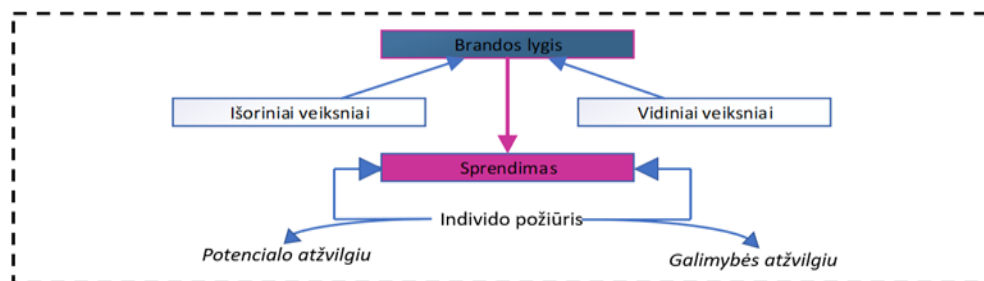 Brandos lygis
Išoriniai veiksniai
Vidiniai veiksniai
Sprendimas
Individo požiūris
Potencialo atžvilgiu
Galimybės atžvilgiu